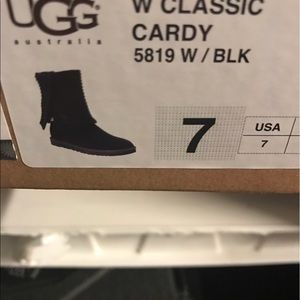 UGG
australia
W CLASSIC
CARDY
5819 W / BLK
7
USA
7